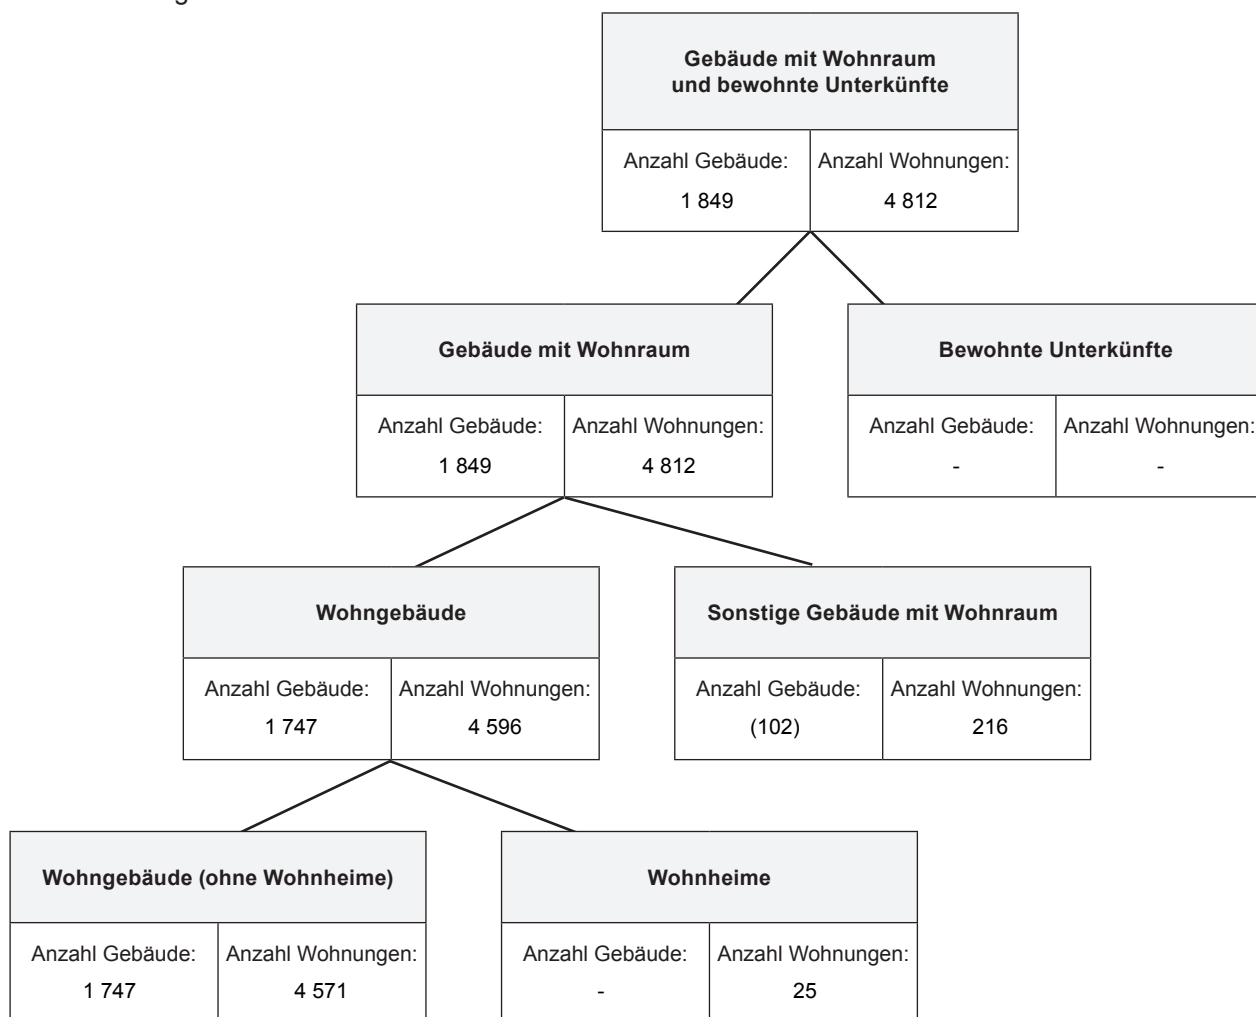 Gebäude mit Wohnraum
und bewohnte Unterkünfte
Anzahl Gebäude: Anzahl Wohnungen:
1 849 4 812
Gebäude mit Wohnraum Bewohnte Unterkünfte
Anzahl Gebäude: Anzahl Wohnungen: Anzahl Gebäude: Anzahl Wohnungen:
1 849 4 812 - -
Wohngebäude Sonstige Gebäude mit Wohnraum
Anzahl Gebäude: Anzahl Wohnungen: Anzahl Gebäude: Anzahl Wohnungen:
1 747 4 596 (102) 216
Wohngebäude (ohne Wohnheime) Wohnheime
Anzahl Gebäude: Anzahl Wohnungen: Anzahl Gebäude: Anzahl Wohnungen:
1 747 4 571 - 25